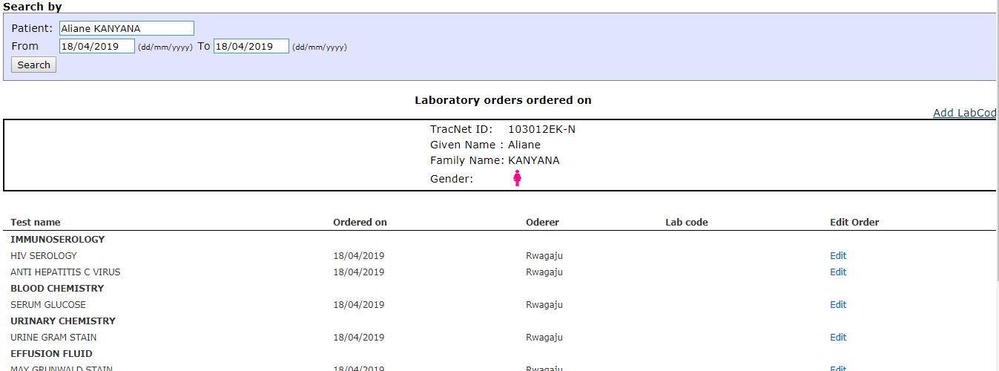 Search by
Patient: Aliane KANYANA
From 18/04/2019 (dd/mm/yyyy) To 18/04/2019 (dd/mm/yyyy)
Search
Laboratory orders ordered on
Add LabCod
TracNet ID: 103012EK-N
Given Name : Aliane
Family Name: KANYANA
Gender:
Test name Ordered on Oderer Lab code Edit Order
IMMUNOSEROLOGY
HIV SEROLOGY 18/04/2019 Rwagaju Edit
ANTI HEPATITIS C VIRUS 18/04/2019 Rwagaju Edit
BLOOD CHEMISTRY
SERUM GLUCOSE 18/04/2019 Rwagaju Edit
URINARY CHEMISTRY
URINE GRAM STAIN 18/04/2019 Rwagaju Edit
EFFUSION FLUID
MAY GRUNWALD STAIN 18/04/2019 Rwagaju Edit